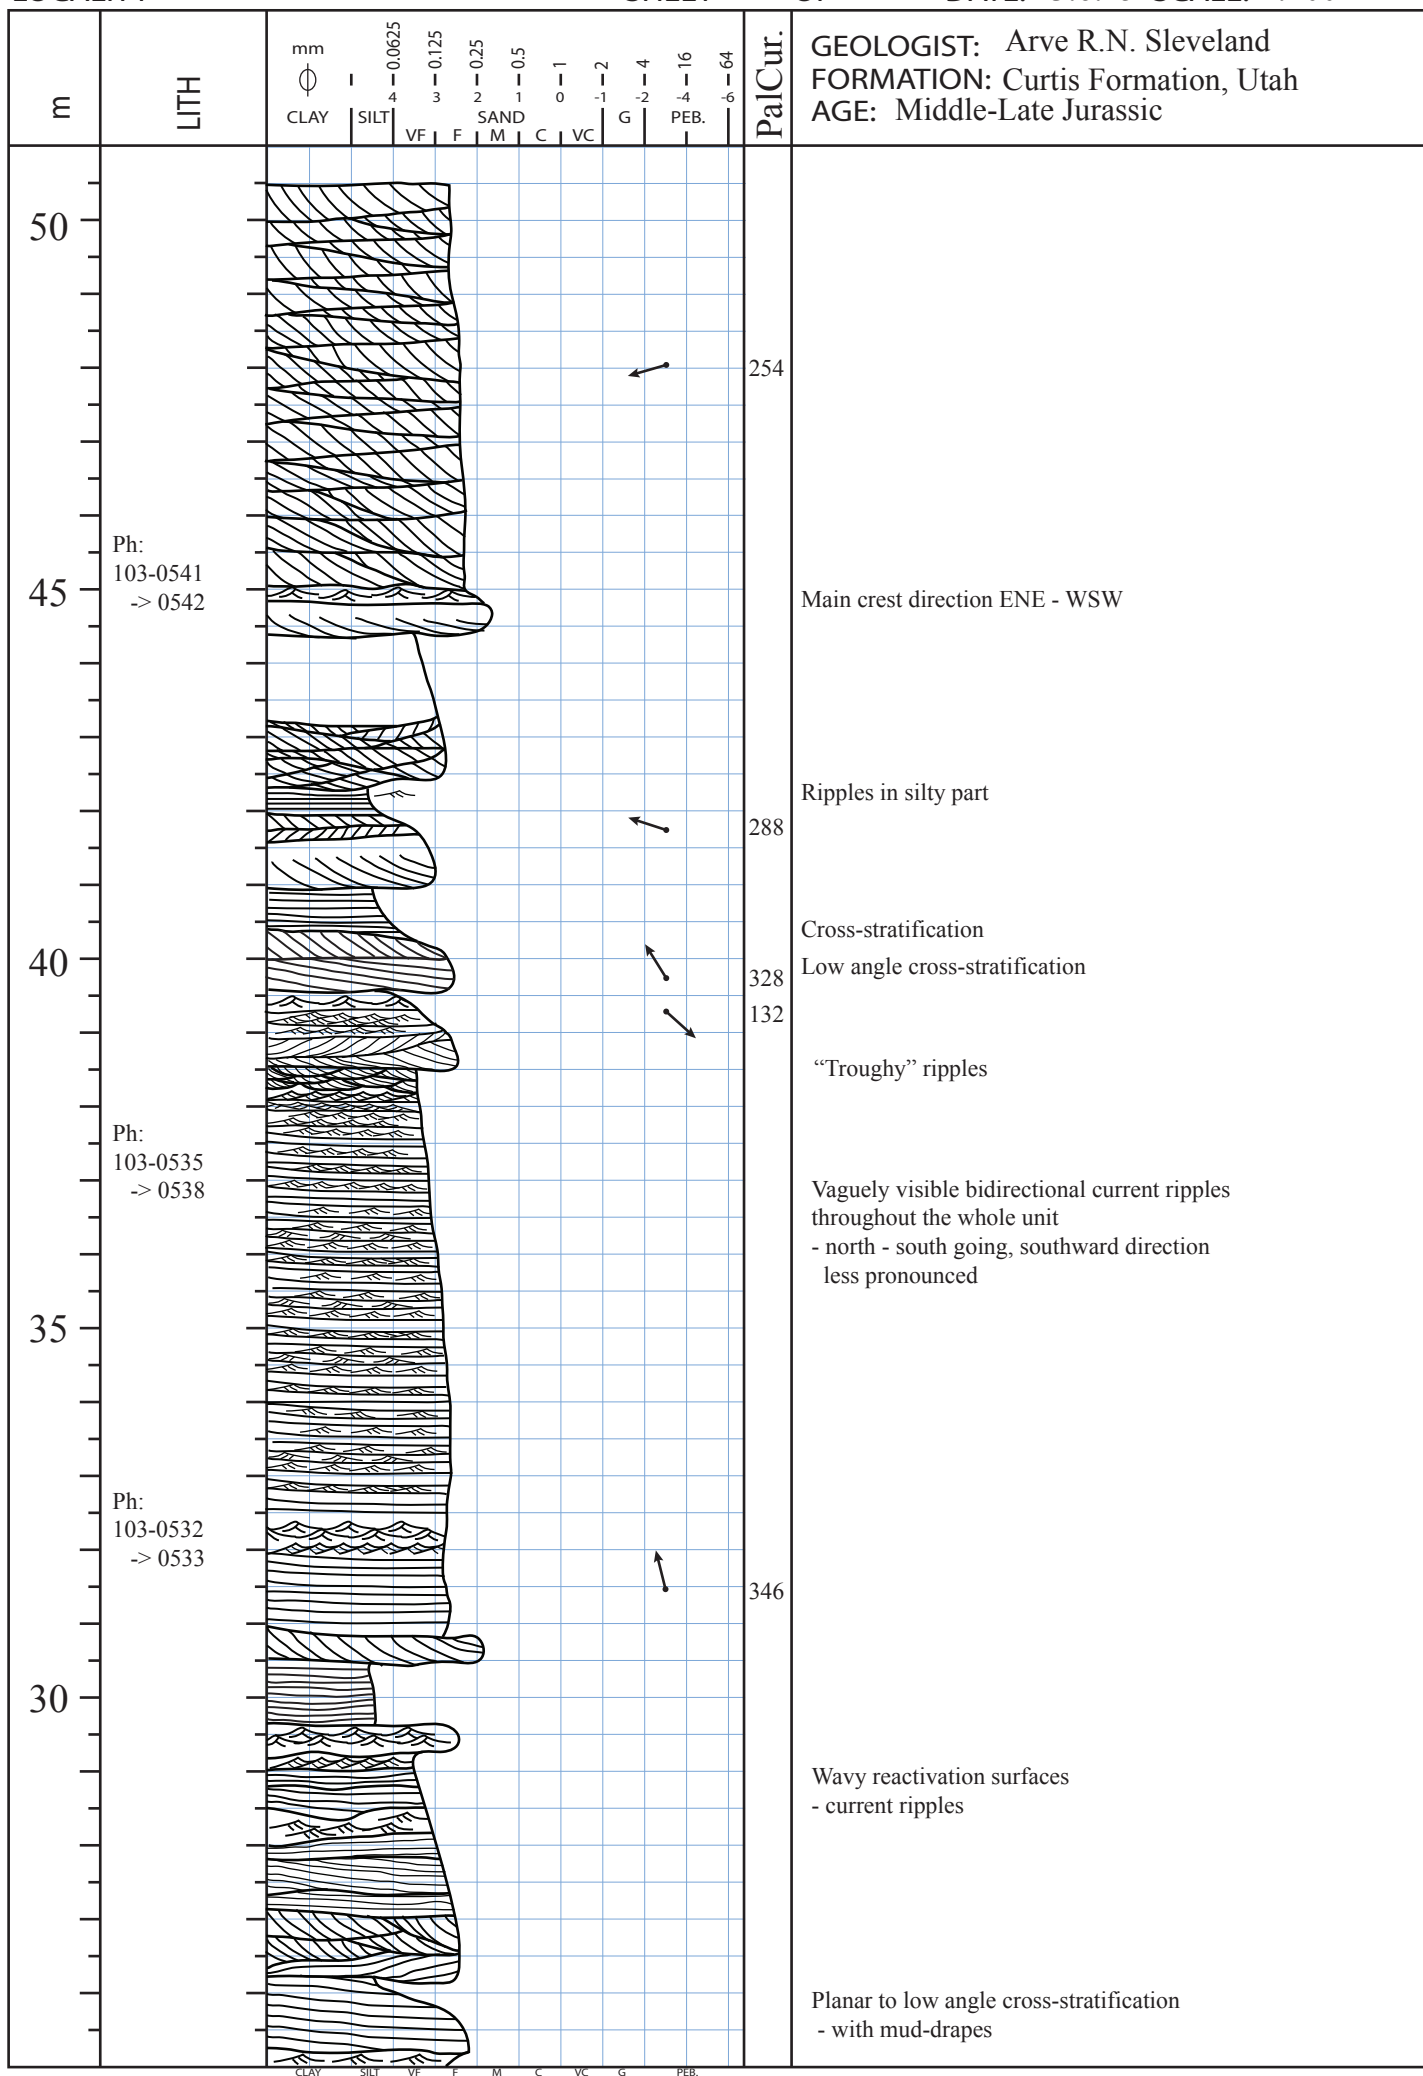 mm
0.0625 0.125 0.25 0.5 1 2 4 16 64
4 3 2 1 0 -1 -2 -4 -6
CLAY SILT SAND G PEB.
VF F M C VC
m
LITH
PalCur.
GEOLOGIST: Arve R.N. Sleveland
FORMATION: Curtis Formation, Utah
AGE: Middle-Late Jurassic
50
254
Ph:
103-0541
-> 0542
45
Main crest direction ENE - WSW
Ripples in silty part
288
Cross-stratification
40
Low angle cross-stratification
328
132
“Troughy” ripples
Ph:
103-0535
-> 0538
Vaguely visible bidirectional current ripples
throughout the whole unit
- north - south going, southward direction
less pronounced
35
Ph:
103-0532
-> 0533
346
30
Wavy reactivation surfaces
- current ripples
Planar to low angle cross-stratification
- with mud-drapes
CLAY SILT VF F M C VC G PEB.